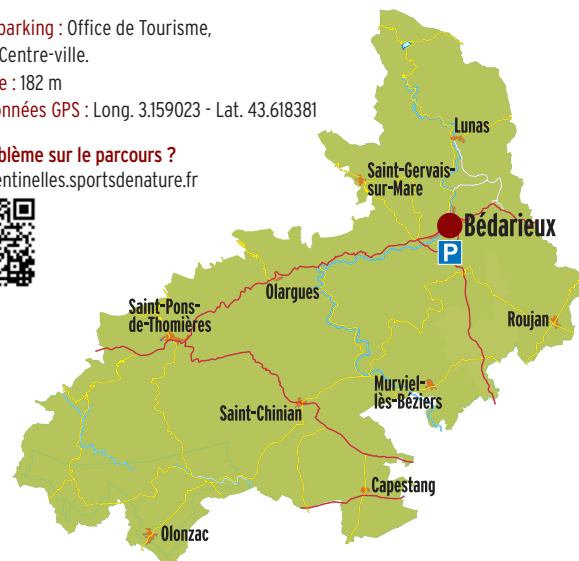 parking : Office de Tourisme,
Centre-ville.
e : 182 m
onnées GPS : Long. 3.159023 - Lat. 43.618381
blème sur le parcours ?
entinelles.sportsdenature.fr
Lunas
Saint-Gervais-
sur-Mare
Bédarieux
P
Olargues
Saint-Pons-
de-Thomières
Roujan
Murviel-
lès-Béziers
Saint-Chinian
Capestang
Olonzac